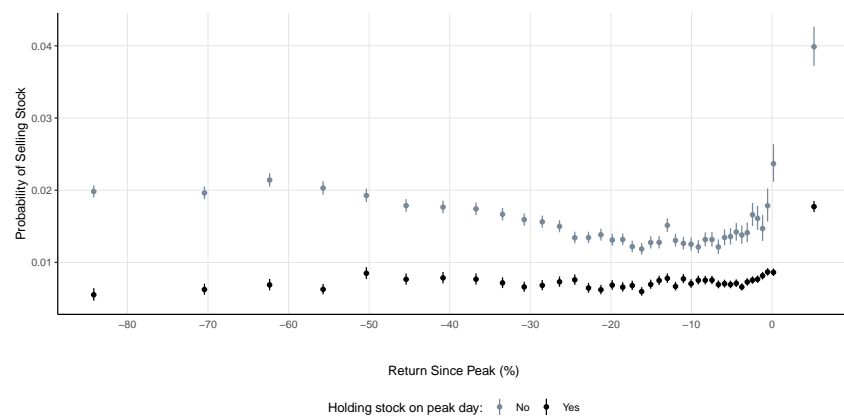 Probability of Selling Stock
0.04
0.03
0.02
0.01
−80 −70 −60 −50 −40 −30 −20 −10 0
Return Since Peak (%)
Holding stock on peak day: No Yes